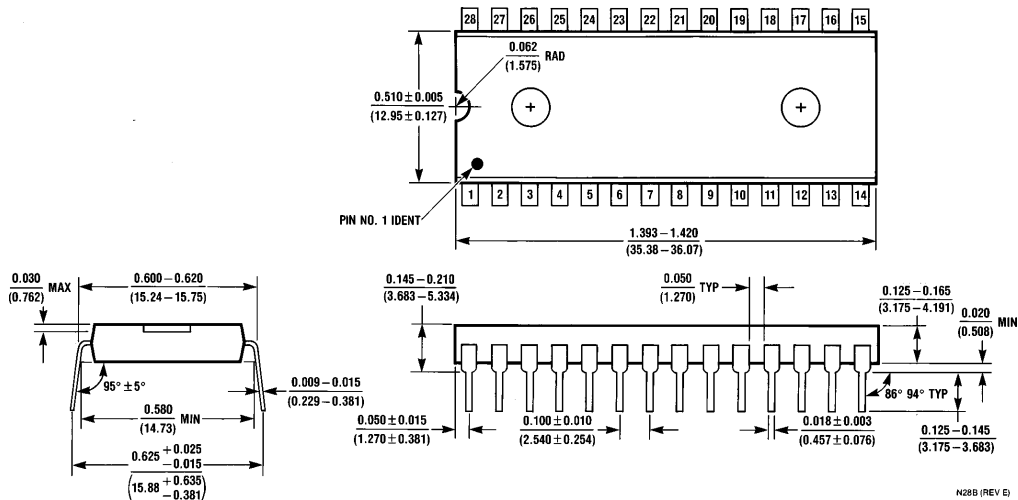 28 27 26 25 24 23 22 21 20 19 18 17 16 15
0.062
(1.575)
RAD
0.510 ± 0.005
(12.95 ± 0.127)
1 2 3 4 5 6 7 8 9 10 11 12 13 14
PIN NO. 1 IDENT
1.393 – 1.420
(35.38 – 36.07)
0.030
(0.762)
MAX
0.600 – 0.620
(15.24 – 15.75)
95° ± 5°
0.009 – 0.015
(0.229 – 0.381)
0.580
(14.73)
MIN
0.625 +0.025
-0.015
(15.88 +0.635
-0.381)
0.145 – 0.210
(3.683 – 5.334)
0.050
(1.270)
TYP
0.125 – 0.165
(3.175 – 4.191)
0.020
(0.508)
MIN
86° 94° TYP
0.050 ± 0.015
(1.270 ± 0.381)
0.100 ± 0.010
(2.540 ± 0.254)
0.018 ± 0.003
(0.457 ± 0.076)
0.125 – 0.145
(3.175 – 3.683)
N28B (REV E)